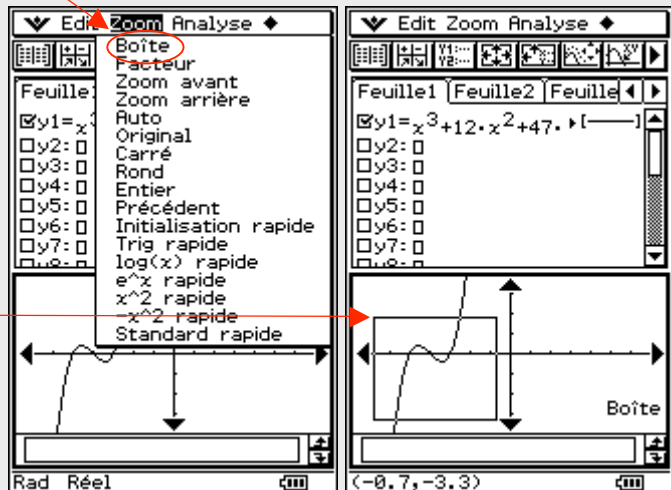 Edit Zoom Analyse
Boîte
Facteur
Zoom avant
Zoom arrière
Auto
Original
Carré
Rond
Entier
Précédent
Initialisation rapide
Trig rapide
log(x) rapide
e^x rapide
x^2 rapide
-x^2 rapide
Standard rapide
Feuille1
y1=x3
y2:
y3:
y4:
y5:
y6:
y7:
Rad Réel
Edit Zoom Analyse
Feuille1 Feuille2 Feuille
y1=x³+12·x²+47·
y2:
y3:
y4:
y5:
y6:
y7:
Boîte
(-0.7,-3.3)